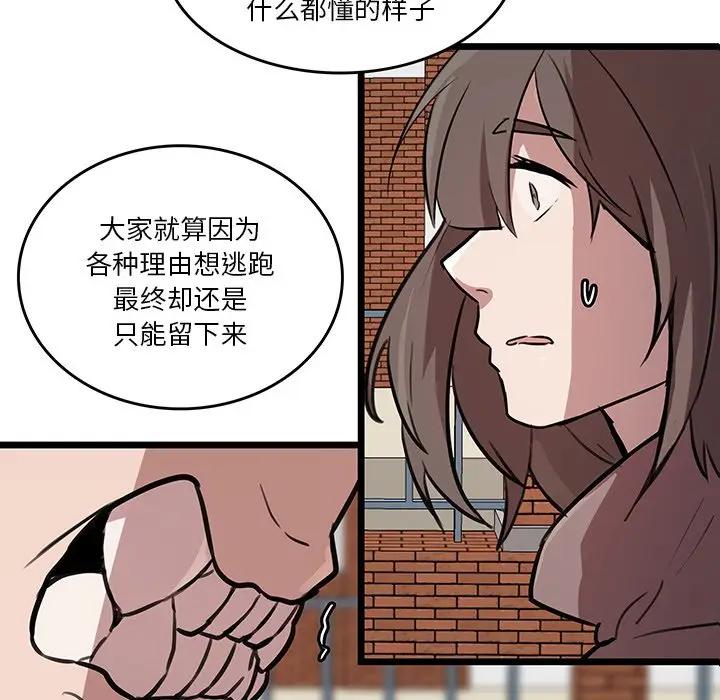 什么都懂的样子
大家就算因为
各种理由想逃跑
最终却还是
只能留下来